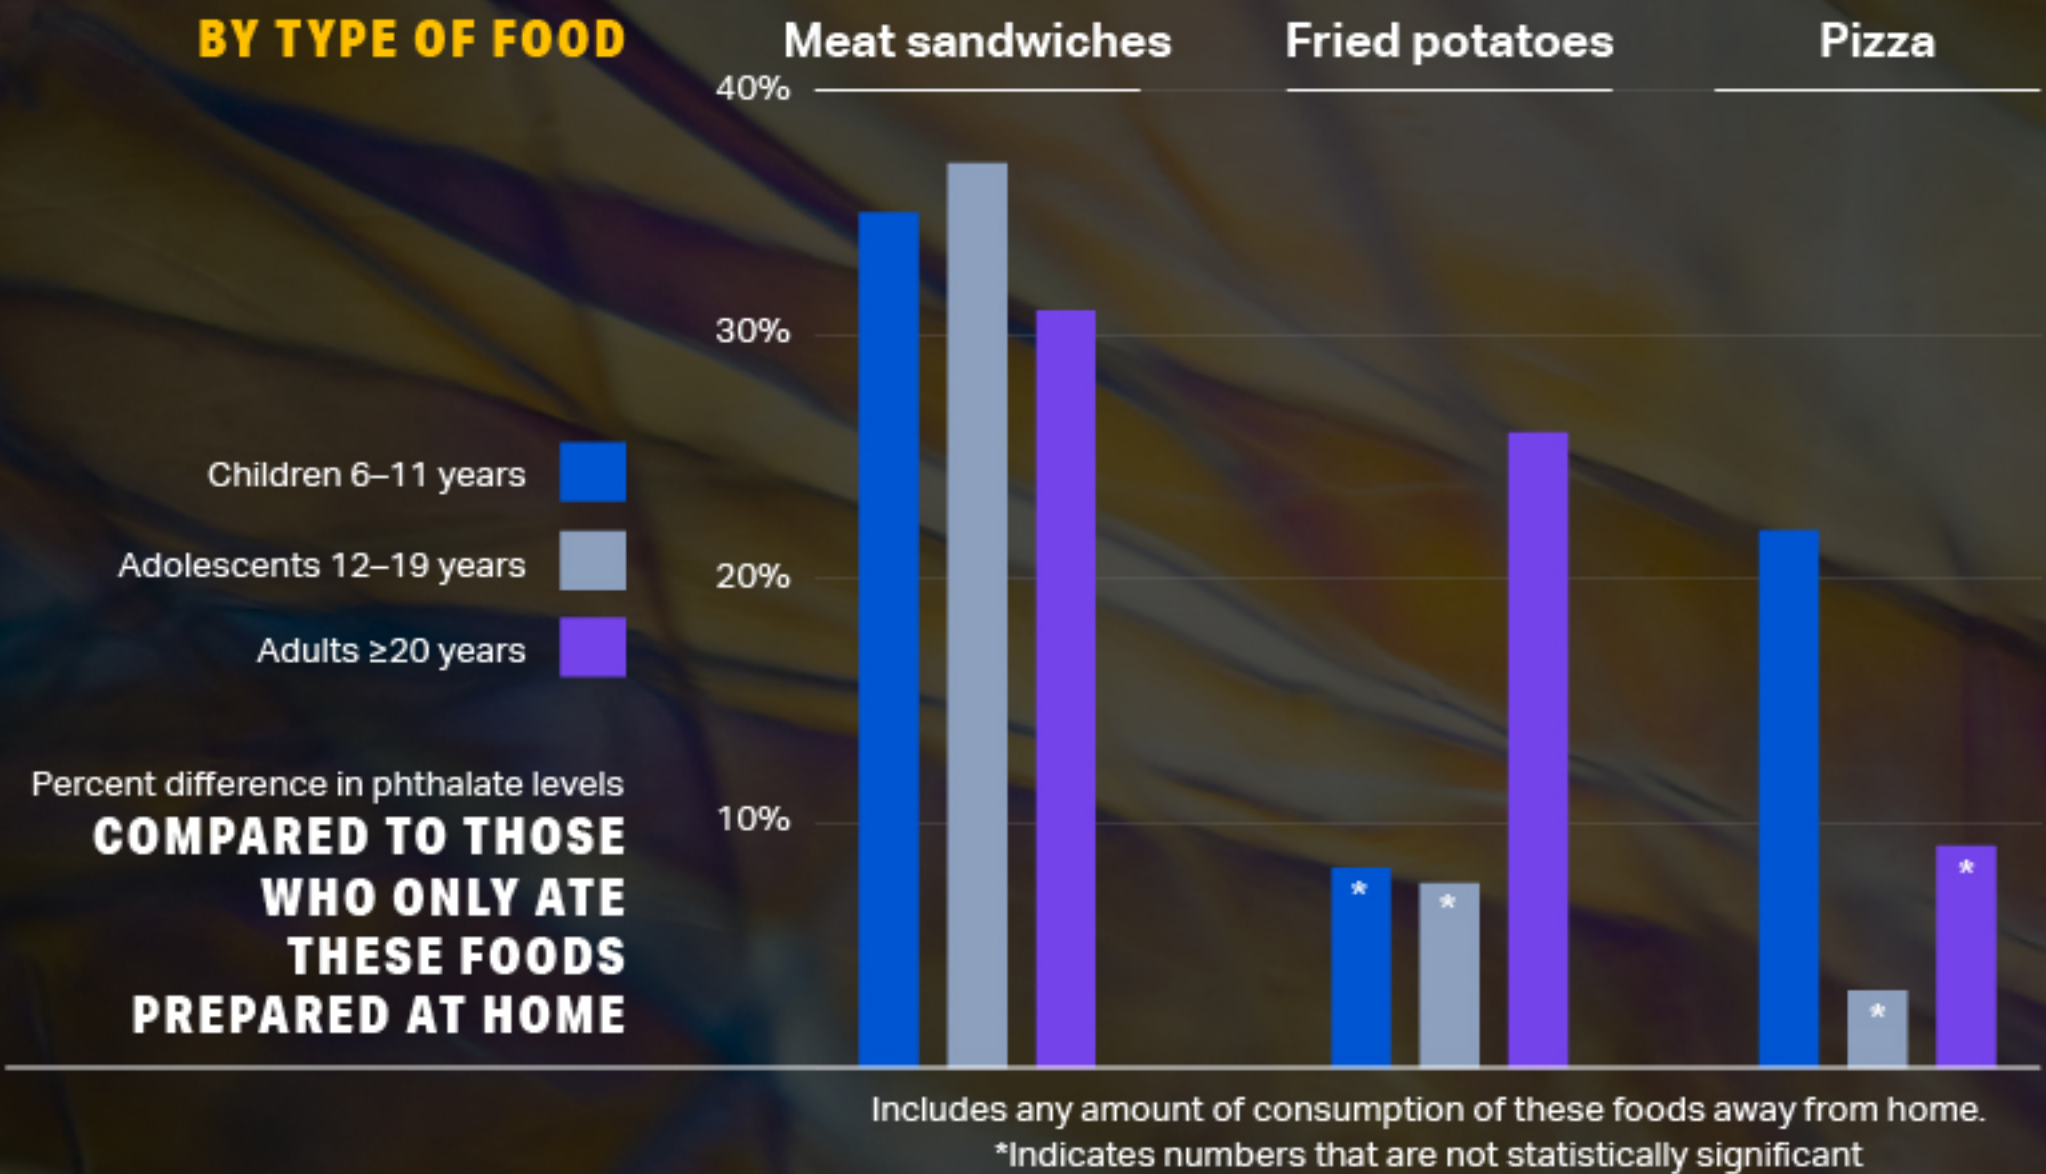 BY TYPE OF FOOD
Meat sandwiches
Fried potatoes
Pizza
40%
30%
20%
10%
Children 6–11 years
Adolescents 12–19 years
Adults ≥20 years
Percent difference in phthalate levels
COMPARED TO THOSE
WHO ONLY ATE
THESE FOODS
PREPARED AT HOME
*
*
*
*
Includes any amount of consumption of these foods away from home.
*Indicates numbers that are not statistically significant